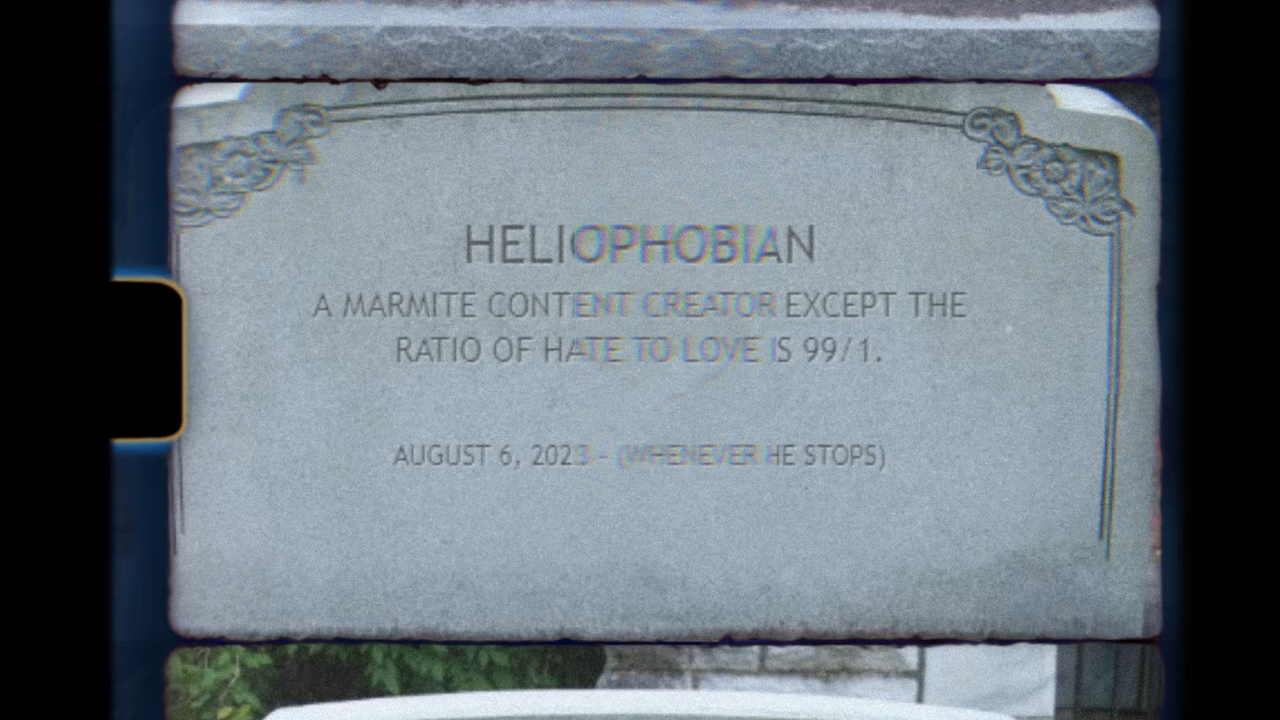 HELIOPHOBIAN
A MARMITE CONTENT CREATOR EXCEPT THE
RATIO OF HATE TO LOVE IS 99/1.
AUGUST 6, 2023 - (WHENEVER HE STOPS)